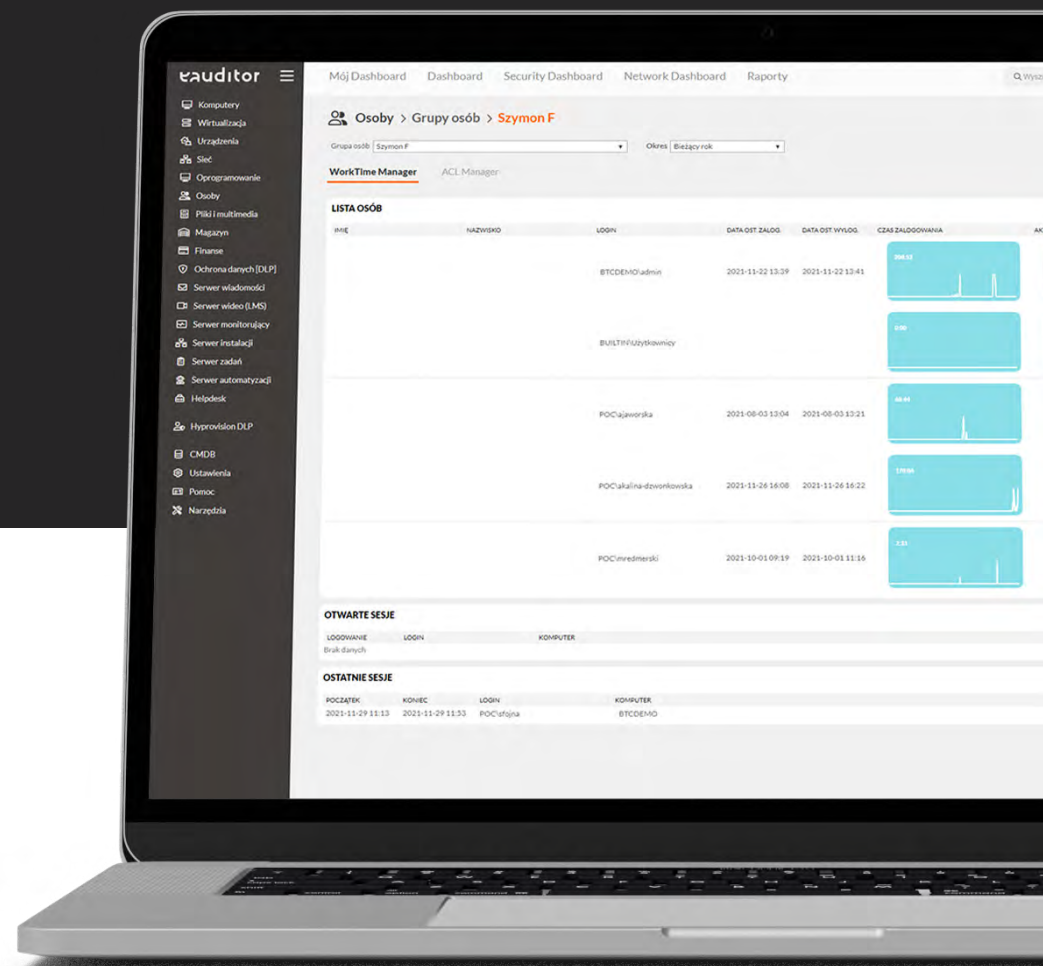 eauditor
Mój Dashboard Dashboard Security Dashboard Network Dashboard Raporty
Komputery
Wirtualizacja
Urządzenia
Sieć
Oprogramowanie
Osoby
Pliki i multimedia
Magazyn
Finanse
Ochrona danych [DLP]
Serwer wiadomości
Serwer wideo (LMS)
Serwer monitorujący
Serwer instalacji
Serwer zadań
Serwer automatyzacji
Helpdesk
Hyprovision DLP
CMDB
Ustawienia
Pomoc
Narzędzia
Osoby > Grupy osób > Szymon F
Grupa osób Szymon F Okres Bieżący rok
WorkTime Manager ACL Manager
LISTA OSÓB
IMIĘ NAZWISKO LOGIN DATA OST. ZALOG. DATA OST. WYLOG. CZAS ZALOGOWANIA
BTCDEMO\admin 2021-11-22 13:39 2021-11-22 13:41
BUILTIN\Użytkownicy 0:00
POC\ajaworska 2021-08-03 13:04 2021-08-03 13:21
POC\akalina-dzwonkowska 2021-11-26 16:08 2021-11-26 16:22
POC\mredmerski 2021-10-01 09:19 2021-10-01 11:16
OTWARTE SESJE
LOGOWANIE LOGIN KOMPUTER
Brak danych
OSTATNIE SESJE
POCZĄTEK KONIEC LOGIN KOMPUTER
2021-11-29 11:13 2021-11-29 11:53 POC\sfojna BTCDEMO